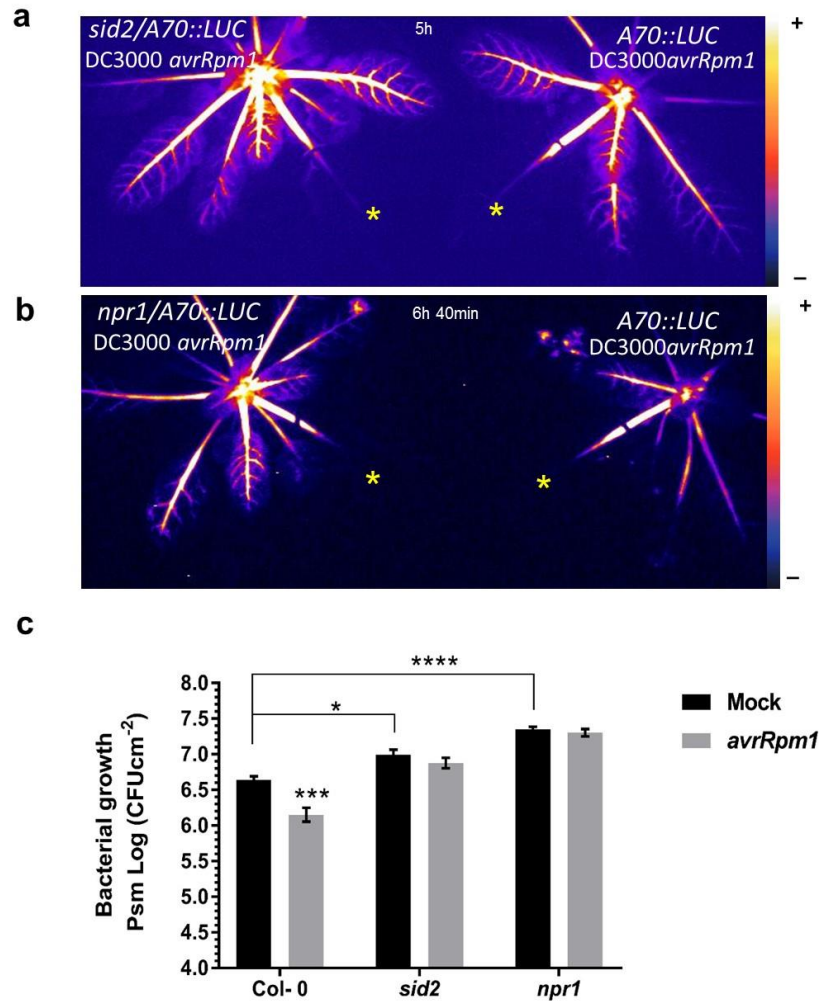 a
sid2/A70::LUC
DC3000 avrRpm1
5h
A70::LUC
DC3000avrRpm1
+
*
*
–
b
npr1/A70::LUC
DC3000 avrRpm1
6h 40min
A70::LUC
DC3000avrRpm1
+
*
*
–
c
****
*
***
8.0
7.5
7.0
6.5
6.0
5.5
5.0
4.5
4.0
Bacterial growth
Psm Log (CFUcm-2)
Col- 0
sid2
npr1
Mock
avrRpm1